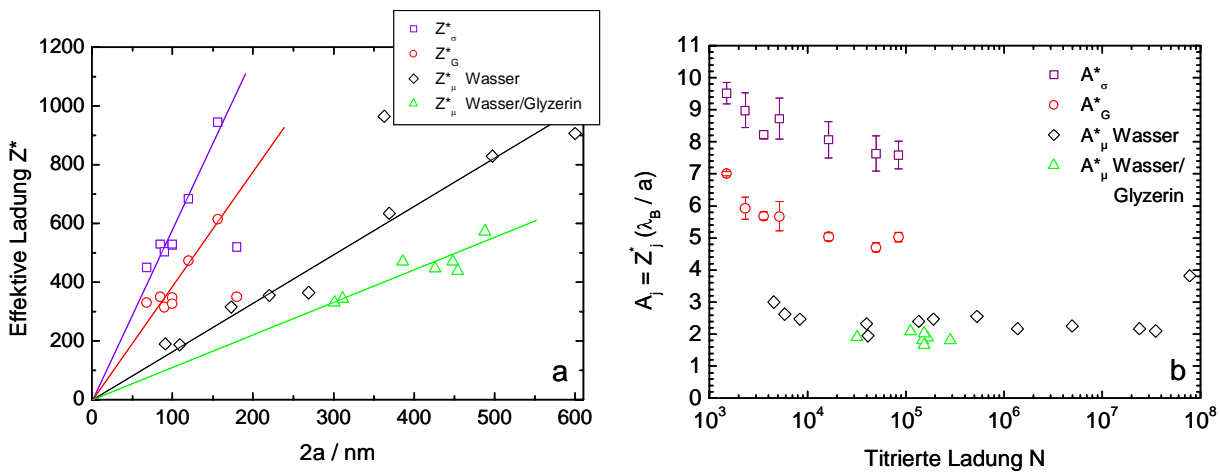 Z*σ
Z*G
Z*μ Wasser
Z*μ Wasser/Glyzerin
1200
1000
800
600
400
200
0
Effektive Ladung Z*
0 100 200 300 400 500 600
2a / nm
a
11
10
9
8
7
6
5
4
3
2
1
0
Aj = Z*j (λB / a)
A*σ
A*G
A*μ Wasser
A*μ Wasser/
Glyzerin
10³ 10⁴ 10⁵ 10⁶ 10⁷ 10⁸
Titrierte Ladung N
b